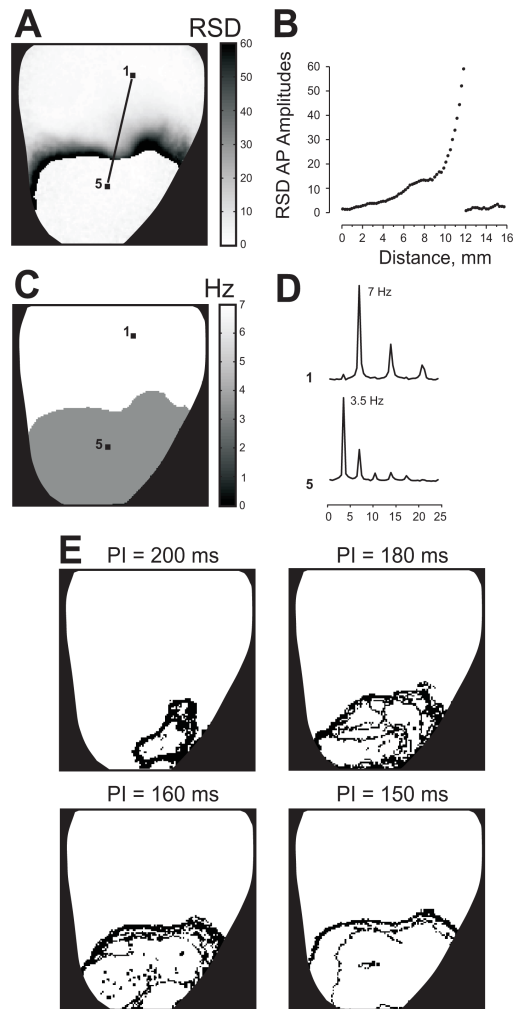 A
RSD
1
5
60
50
40
30
20
10
0
B
RSD AP Amplitudes
60
50
40
30
20
10
0
0 2 4 6 8 10 12 14 16
Distance, mm
C
Hz
1
5
7
6
5
4
3
2
1
0
D
7 Hz
1
3.5 Hz
5
0 5 10 15 20 25
E
PI = 200 ms
PI = 180 ms
PI = 160 ms
PI = 150 ms